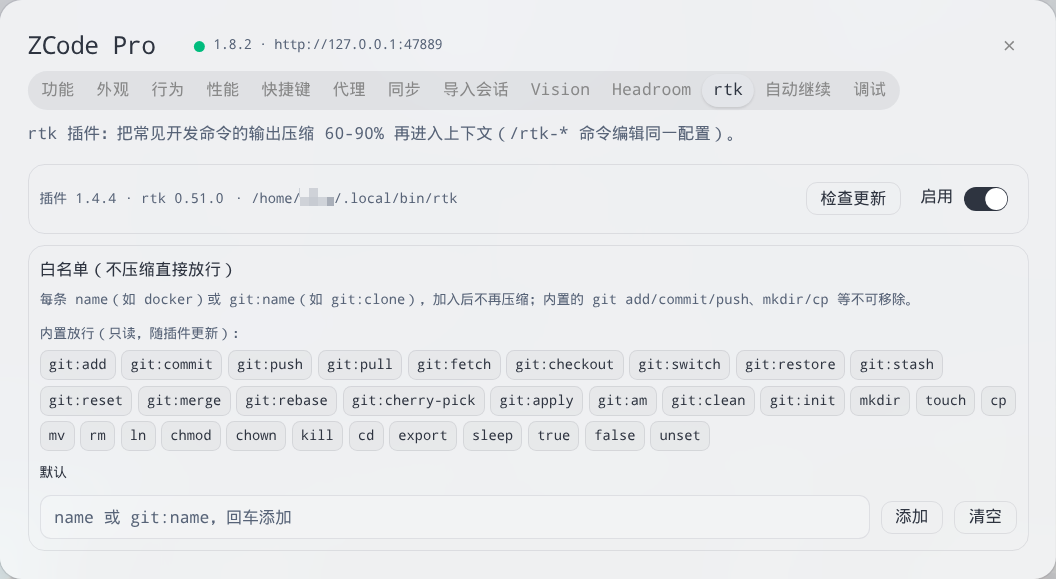 ZCode Pro 1.8.2 · http://127.0.0.1:47889 ×
功能 外观 行为 性能 快捷键 代理 同步 导入会话 Vision Headroom rtk 自动继续 调试
rtk 插件: 把常见开发命令的输出压缩 60-90% 再进入上下文(/rtk-* 命令编辑同一配置)。
插件 1.4.4 · rtk 0.51.0 · /home/ /.local/bin/rtk 检查更新 启用
白名单(不压缩直接放行)
每条 name(如 docker)或 git:name(如 git:clone), 加入后不再压缩; 内置的 git add/commit/push、mkdir/cp 等不可移除。
内置放行(只读, 随插件更新):
git:add git:commit git:push git:pull git:fetch git:checkout git:switch git:restore git:stash
git:reset git:merge git:rebase git:cherry-pick git:apply git:am git:clean git:init mkdir touch cp
mv rm ln chmod chown kill cd export sleep true false unset
默认
name 或 git:name, 回车添加 添加 清空